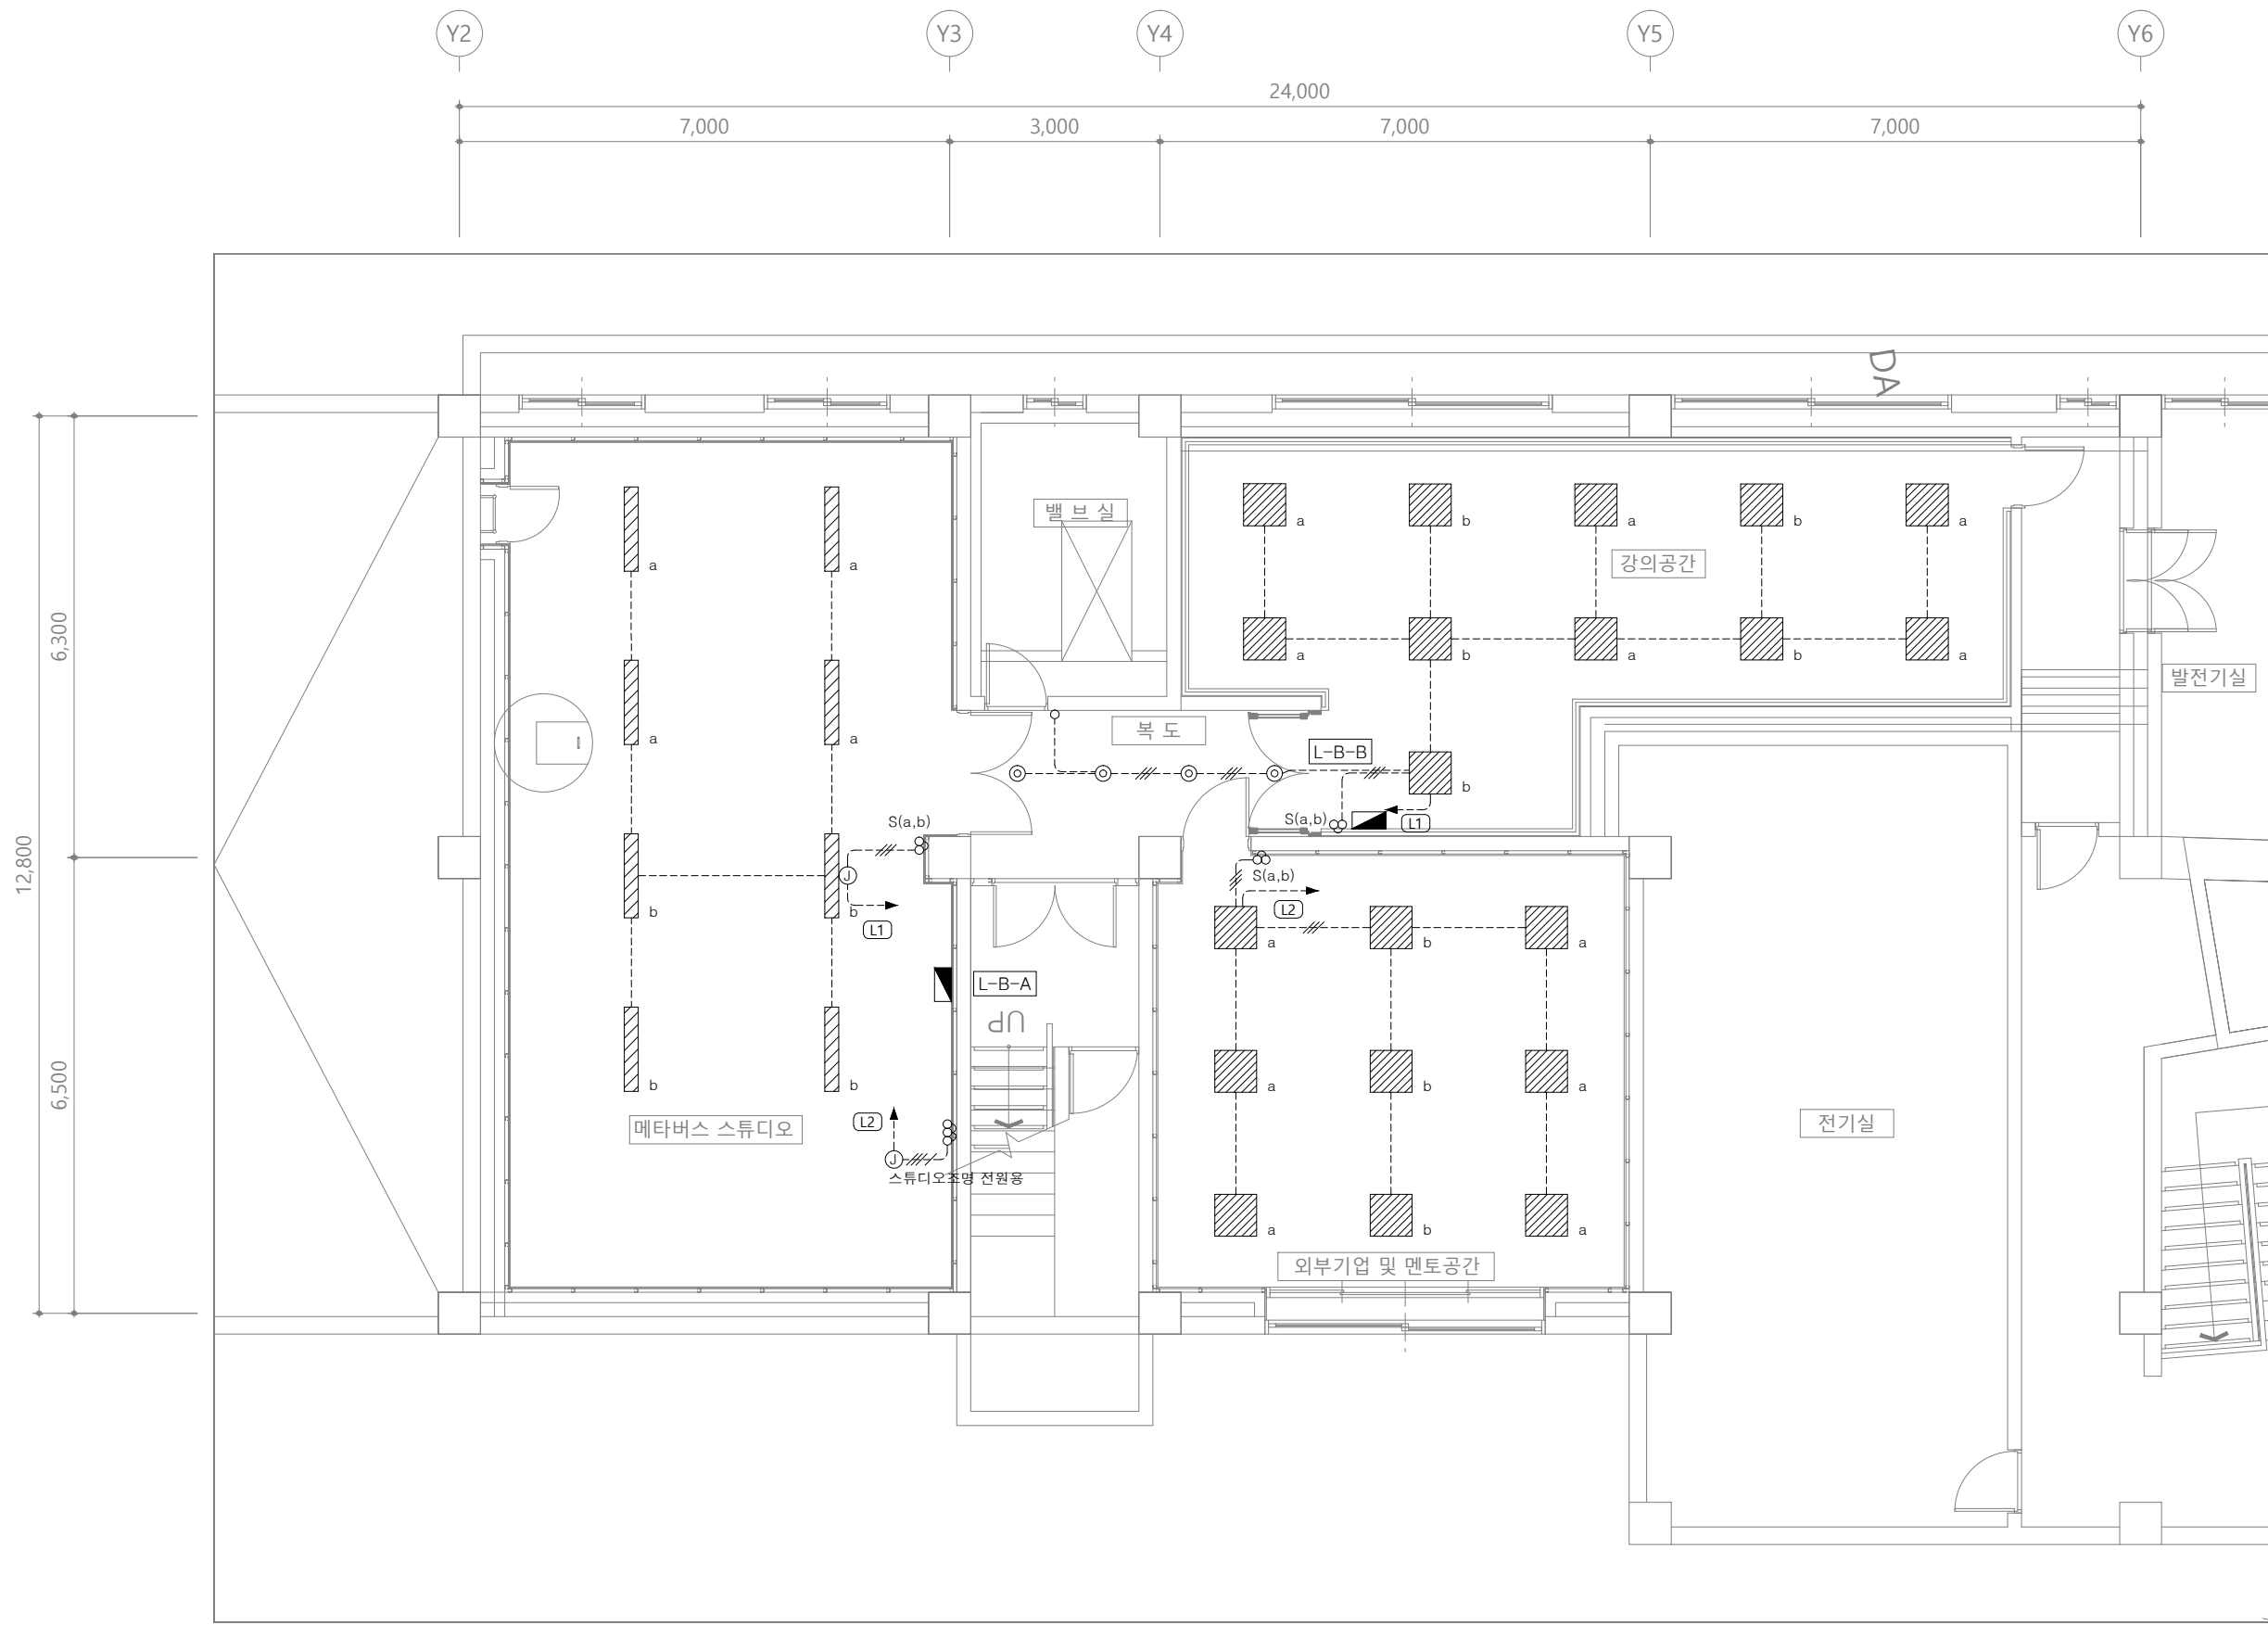 Y2
Y3
Y4
Y5
Y6
24,000
7,000
3,000
7,000
7,000
DA
밸 브 실
a
b
a
b
a
강의공간
a
a
6,300
a
b
a
b
a
발전기실
복 도
a
a
L-B-B
b
S(a,b)
S(a,b)
L1
12,800
J
S(a,b)
L2
b
b
L1
a
b
a
L-B-A
UP
6,500
b
b
a
b
a
L2
메타버스 스튜디오
전기실
J
스튜디오조명 전원용
a
b
a
외부기업 및 멘토공간